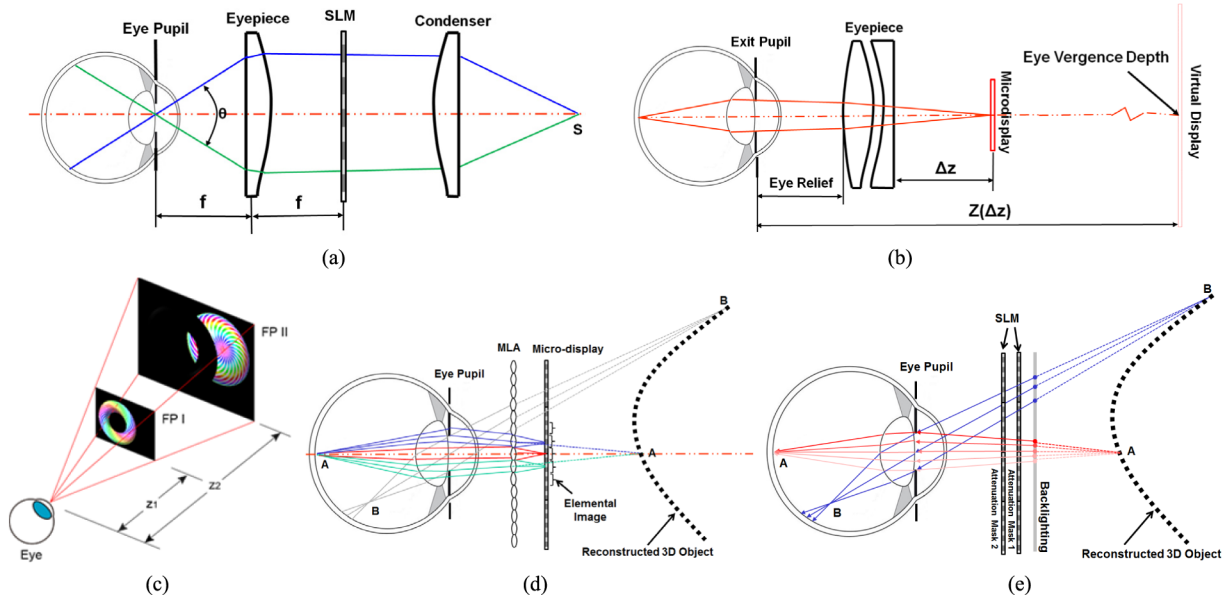 Eye Pupil
Eyepiece
SLM
Condenser
θ
S
f
f
(a)
Exit Pupil
Eyepiece
Eye Vergence Depth
Microdisplay
Virtual Display
Eye Relief
Δz
Z(Δz)
(b)
FP II
FP I
z1
z2
Eye
(c)
B
MLA
Micro-display
Eye Pupil
A
A
B
Elemental
Image
Reconstructed 3D Object
(d)
B
SLM
Eye Pupil
A
A
B
Attenuation Mask 2
Attenuation Mask 1
Backlighting
Reconstructed 3D Object
(e)